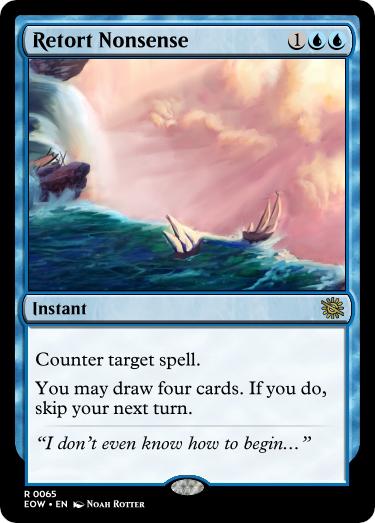 Retort Nonsense 1
Instant
Counter target spell.
You may draw four cards. If you do,
skip your next turn.
“I don’t even know how to begin…”
R 0065
EOW • EN Noah Rotter